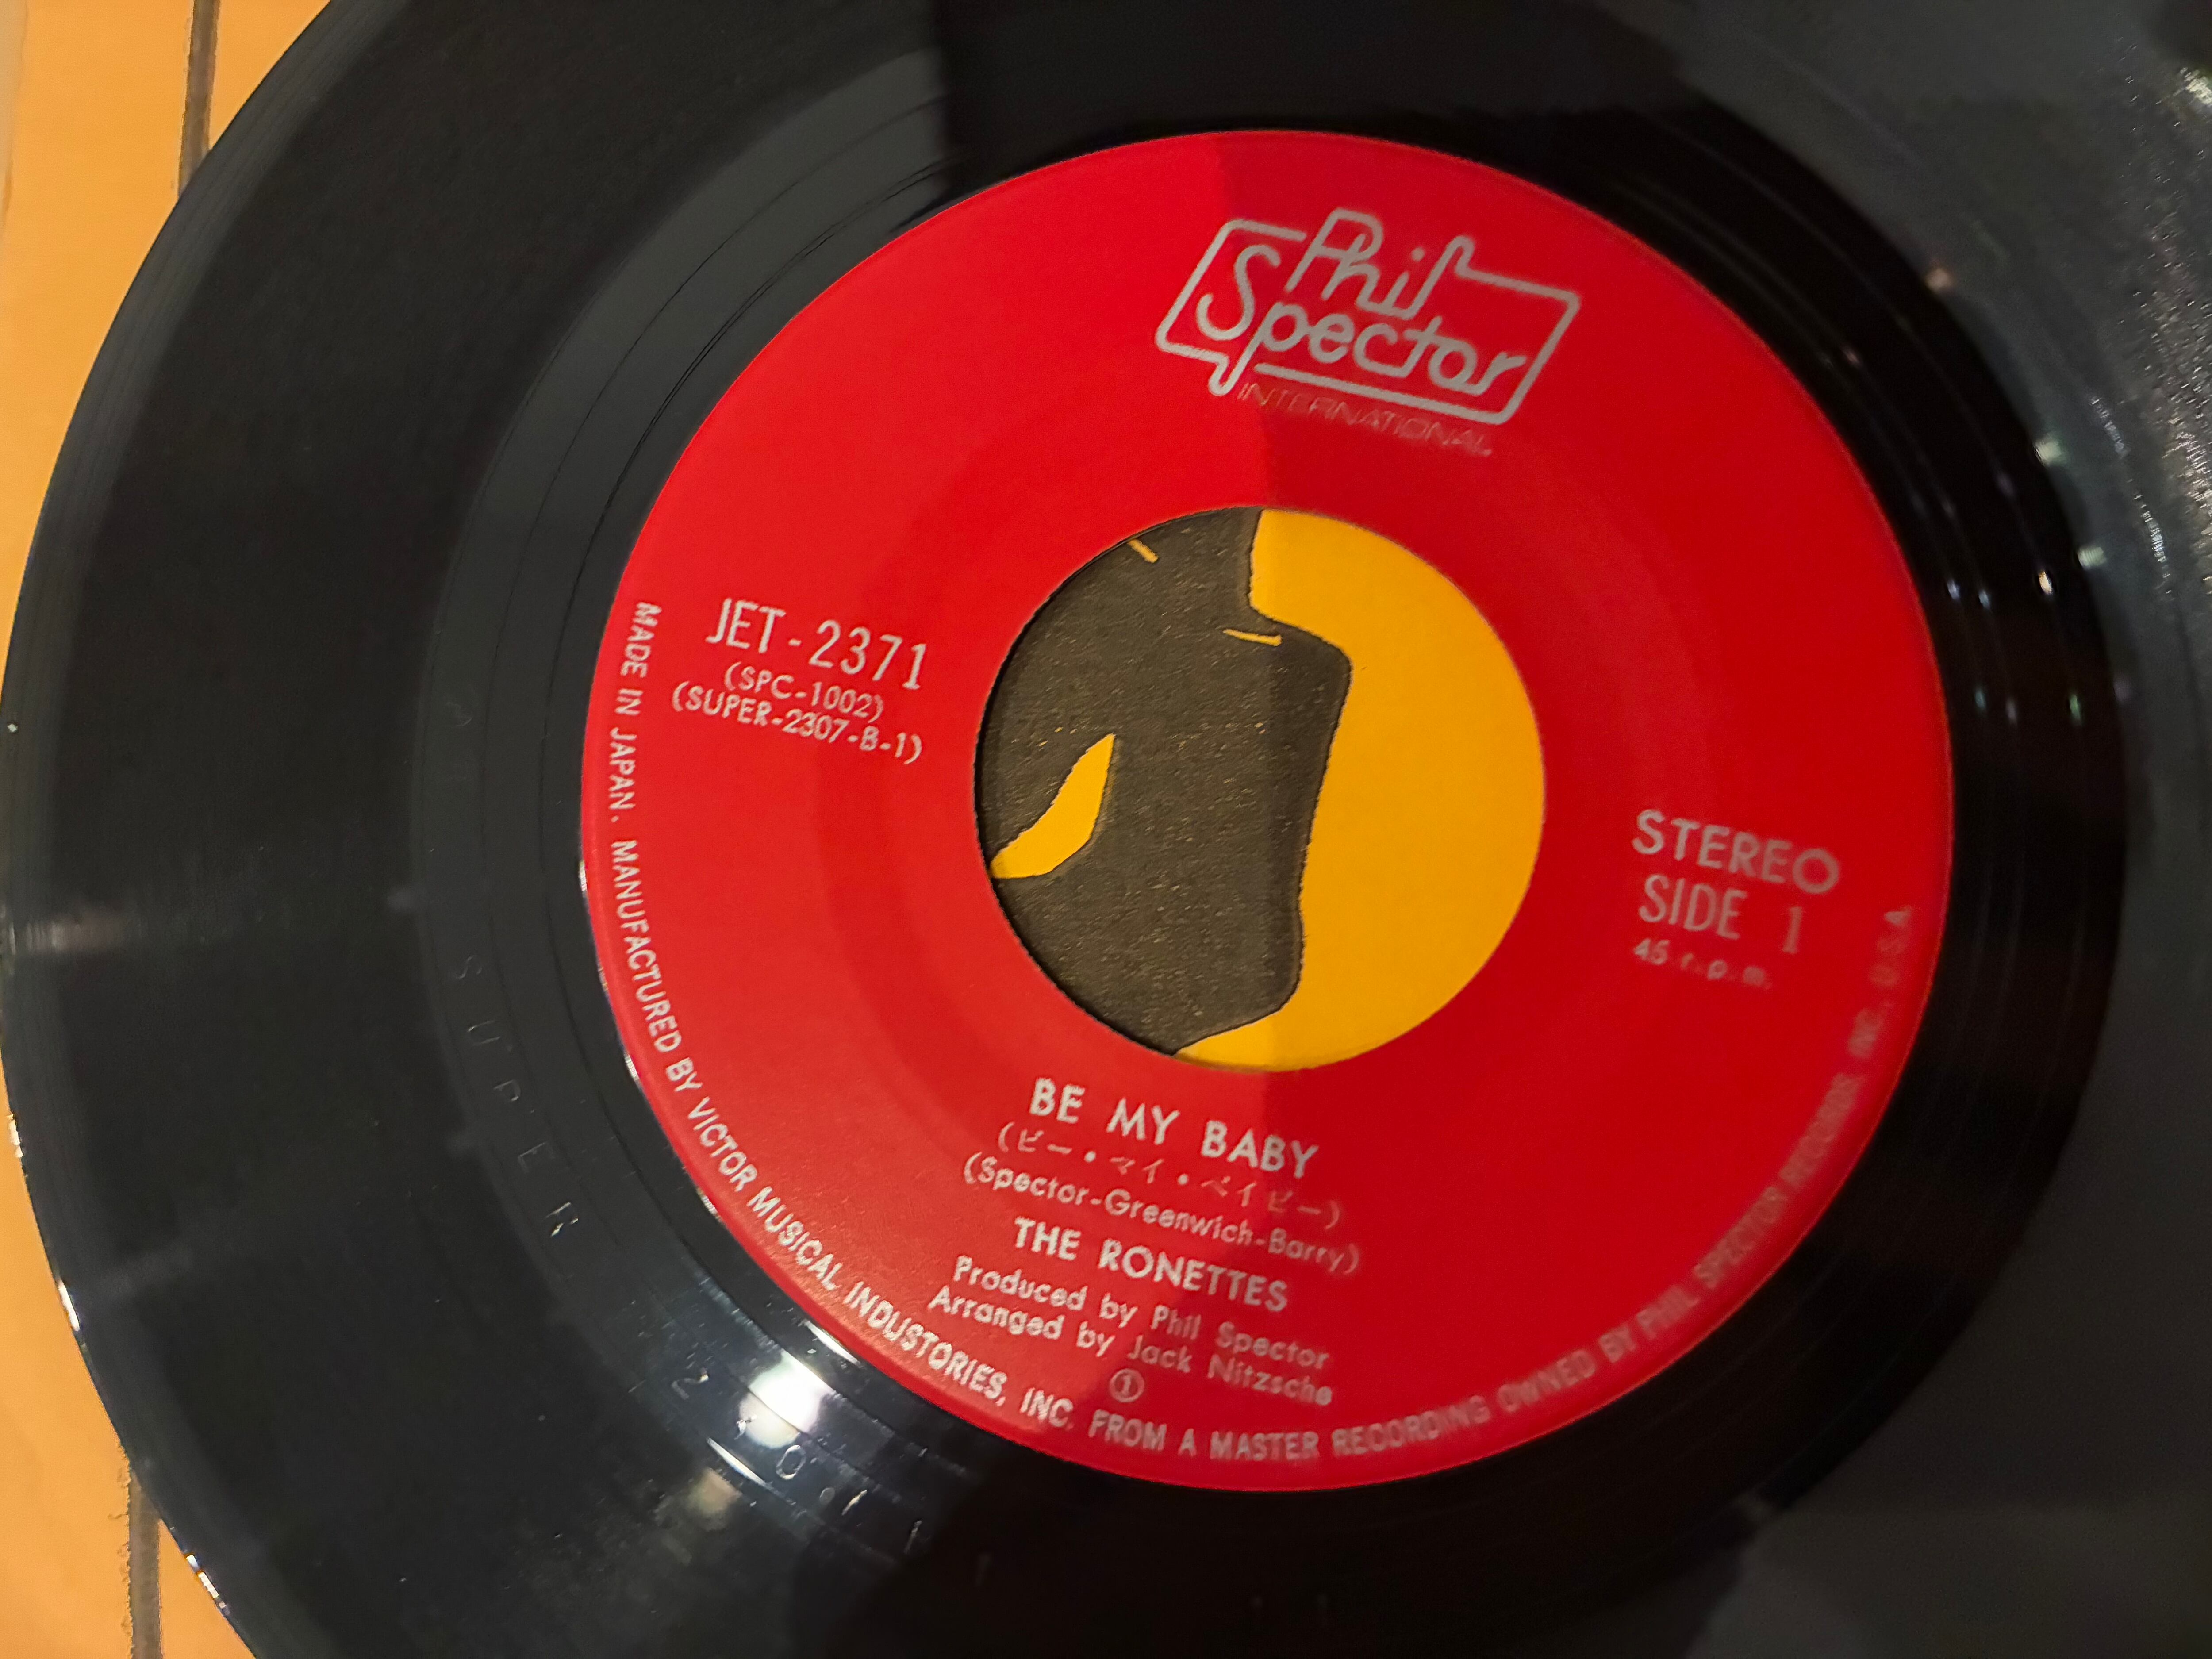 Phil
Spector
INTERNATIONAL
JET-2371
(SPC-1002)
(SUPER-2307-B-1)
STEREO
SIDE 1
45 r.p.m.
BE MY BABY
(ビー・マイ・ベイビー)
(Spector-Greenwich-Barry)
THE RONETTES
Produced by Phil Spector
Arranged by Jack Nitzsche
①
MADE IN JAPAN. MANUFACTURED BY VICTOR MUSICAL INDUSTORIES, INC. FROM A MASTER RECORDING OWNED BY PHIL SPECTOR RECORDS INC. U.S.A.
SUPER